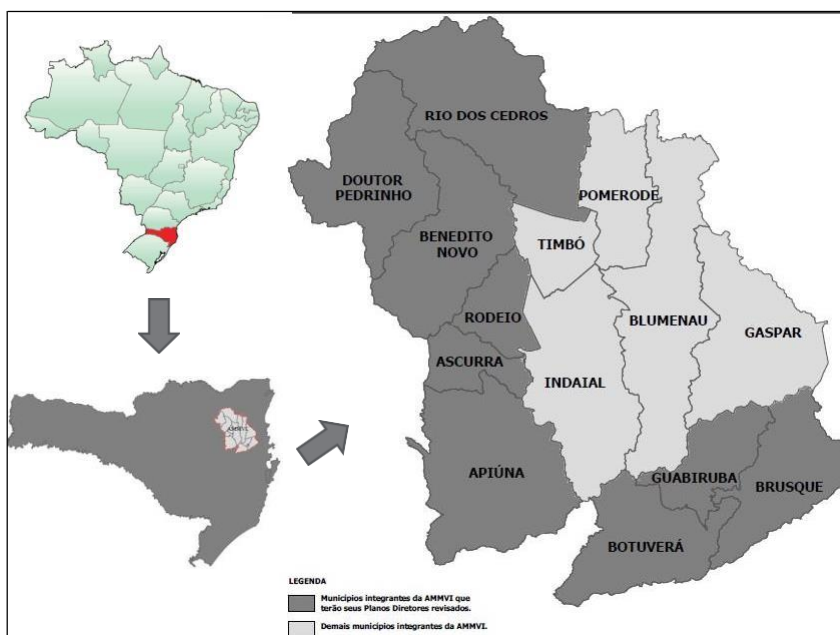 RIO DOS CEDROS
DOUTOR
PEDRINHO
POMERODE
BENEDITO
NOVO
TIMBÓ
RODEIO
BLUMENAU
GASPAR
ASCURRA
INDAIAL
AMMVI
APIÚNA
GUABIRUBA
BRUSQUE
BOTUVERÁ
LEGENDA
Municípios integrantes da AMMVI que
terão seus Planos Diretores revisados.
Demais municípios integrantes da AMMVI.